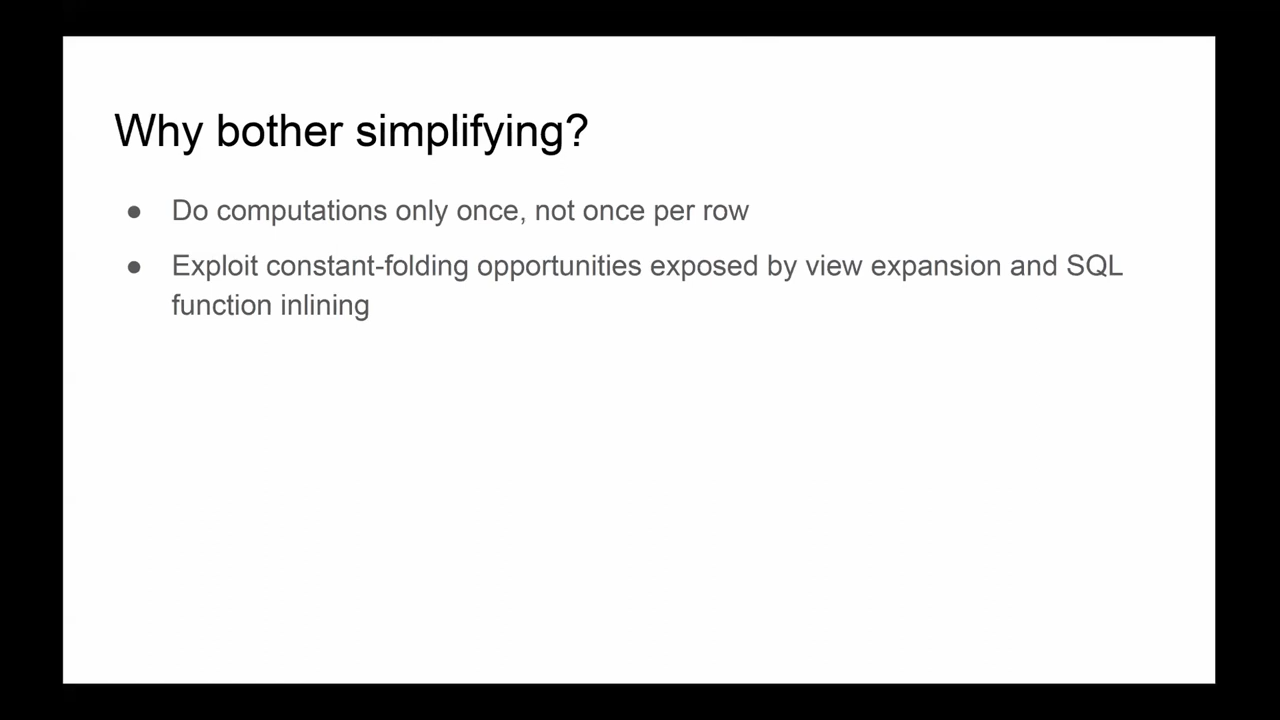 Why bother simplifying?
● Do computations only once, not once per row
● Exploit constant-folding opportunities exposed by view expansion and SQL
function inlining